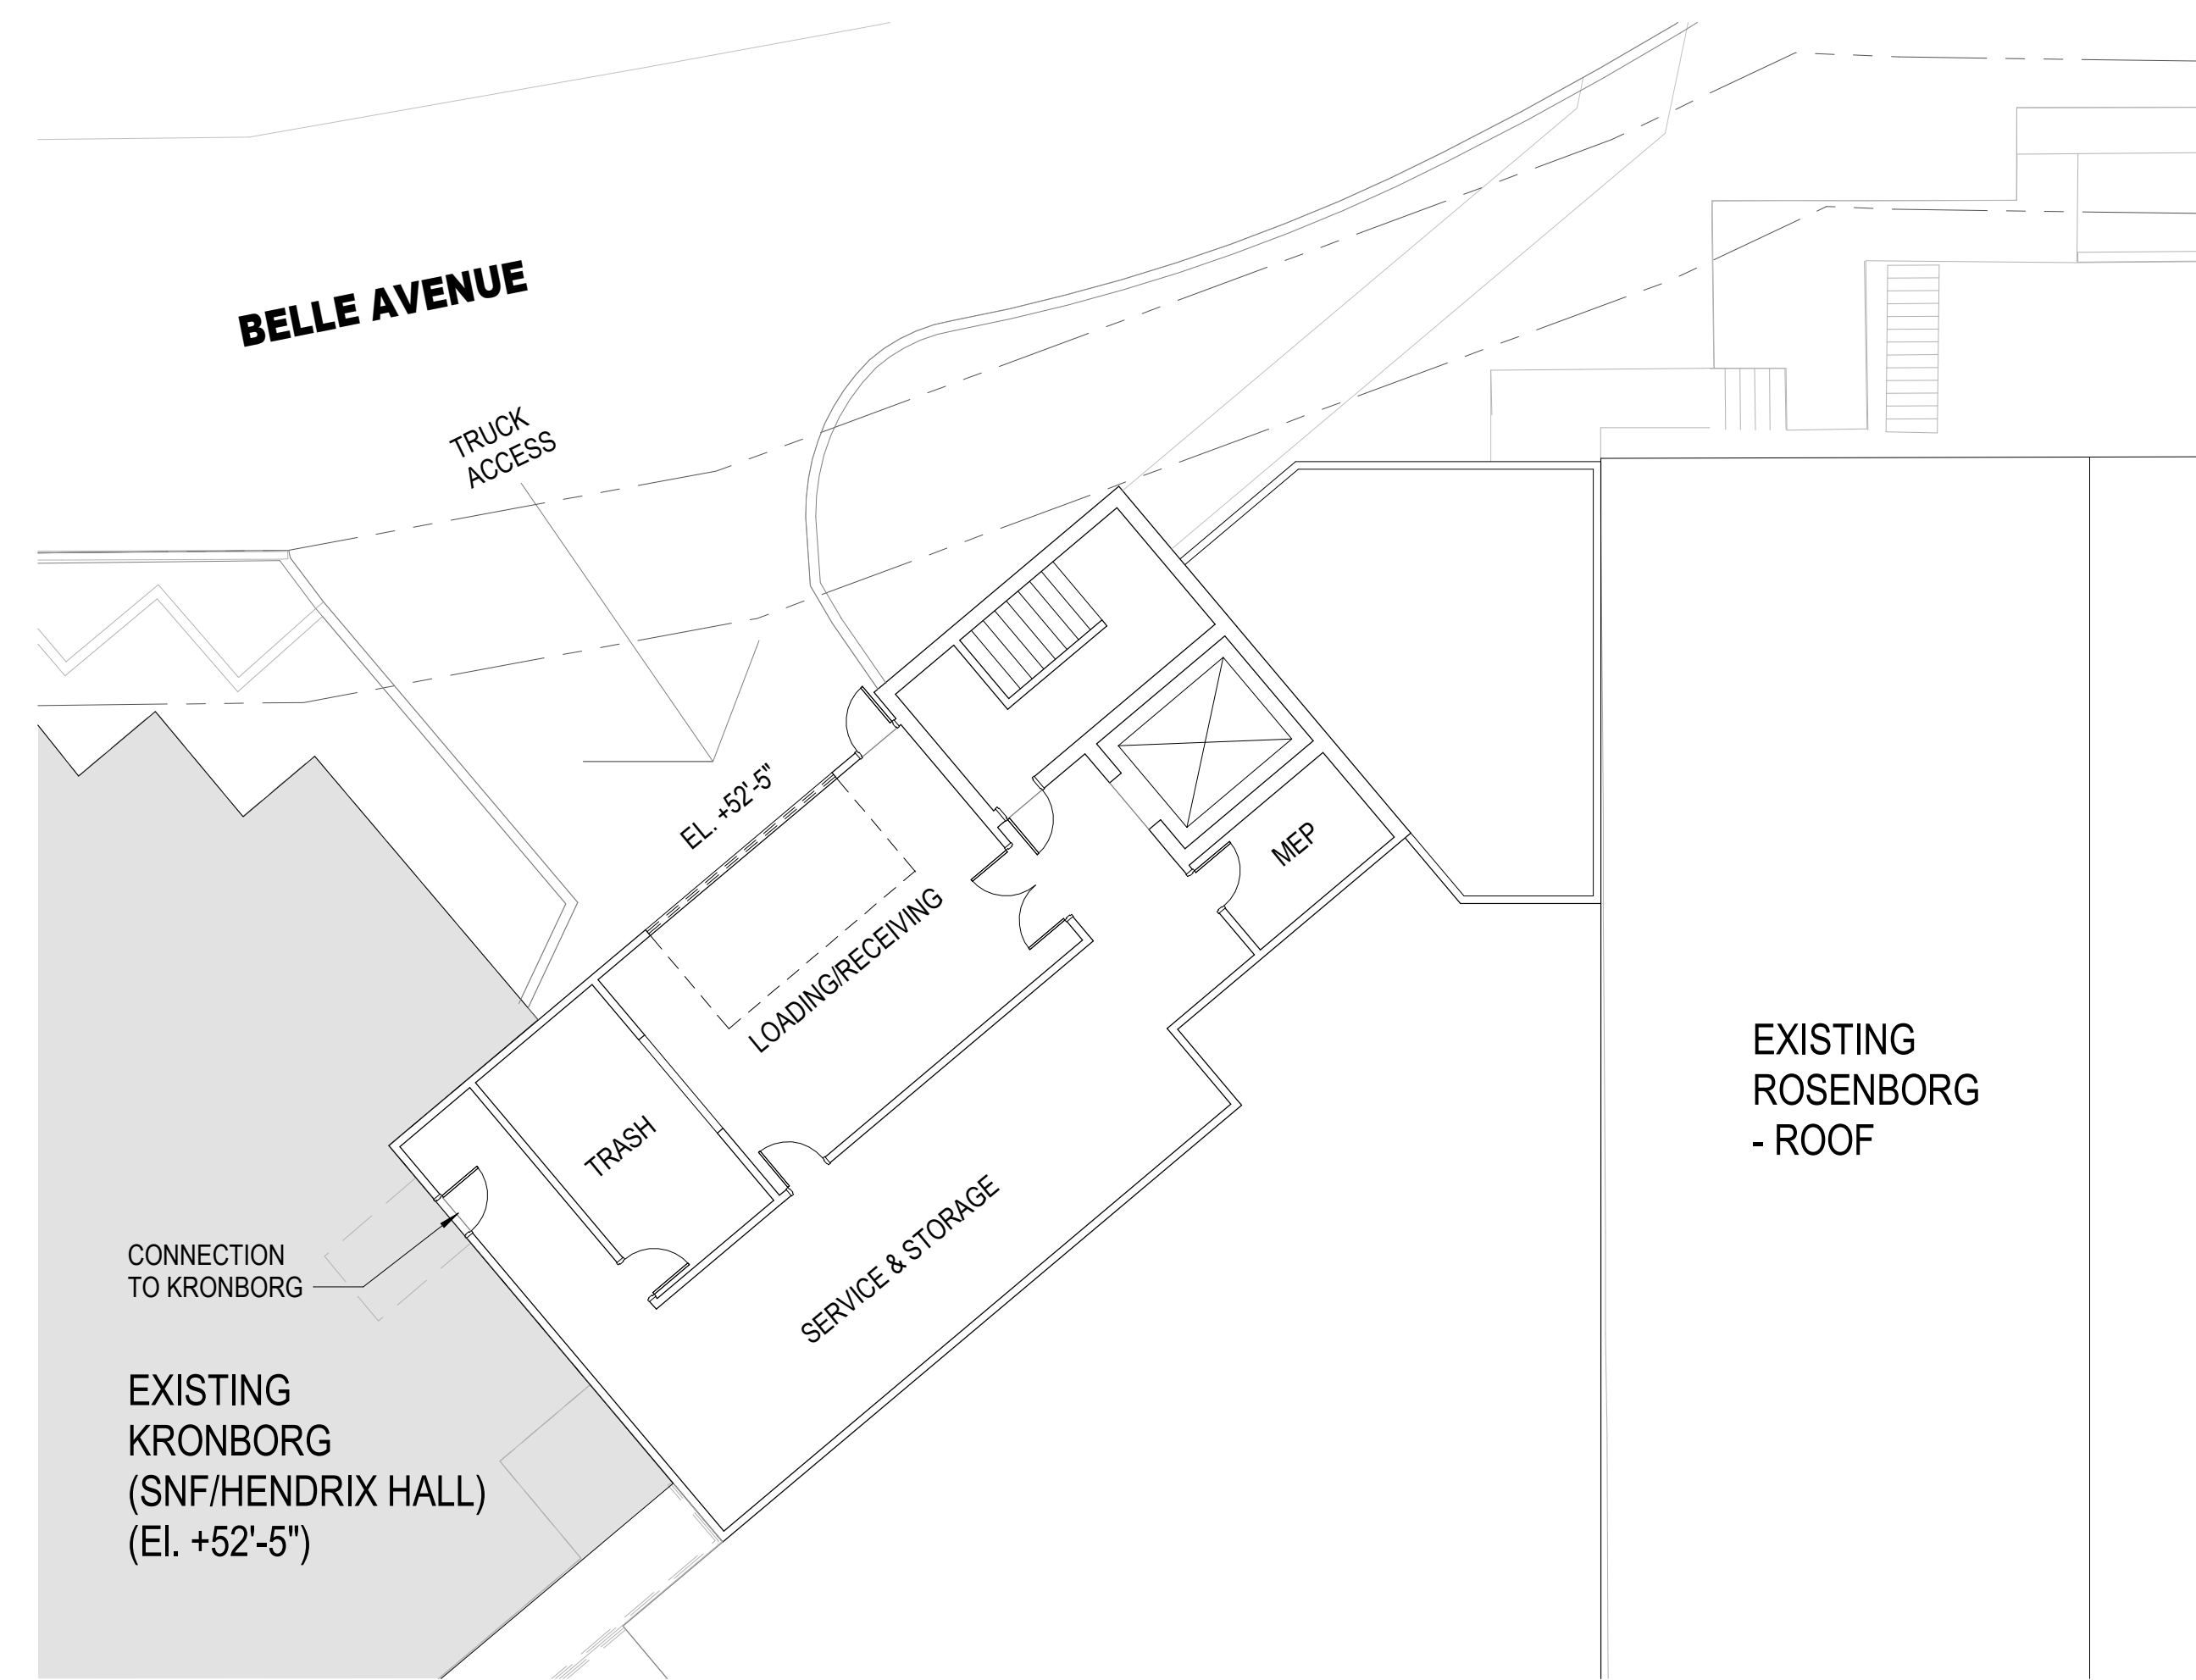 BELLE AVENUE
TRUCK
ACCESS
EL. +52'-5"
MEP
LOADING/RECEIVING
TRASH
SERVICE & STORAGE
CONNECTION
TO KRONBORG
EXISTING
KRONBORG
(SNF/HENDRIX HALL)
(El. +52'-5")
EXISTING
ROSENBORG
- ROOF